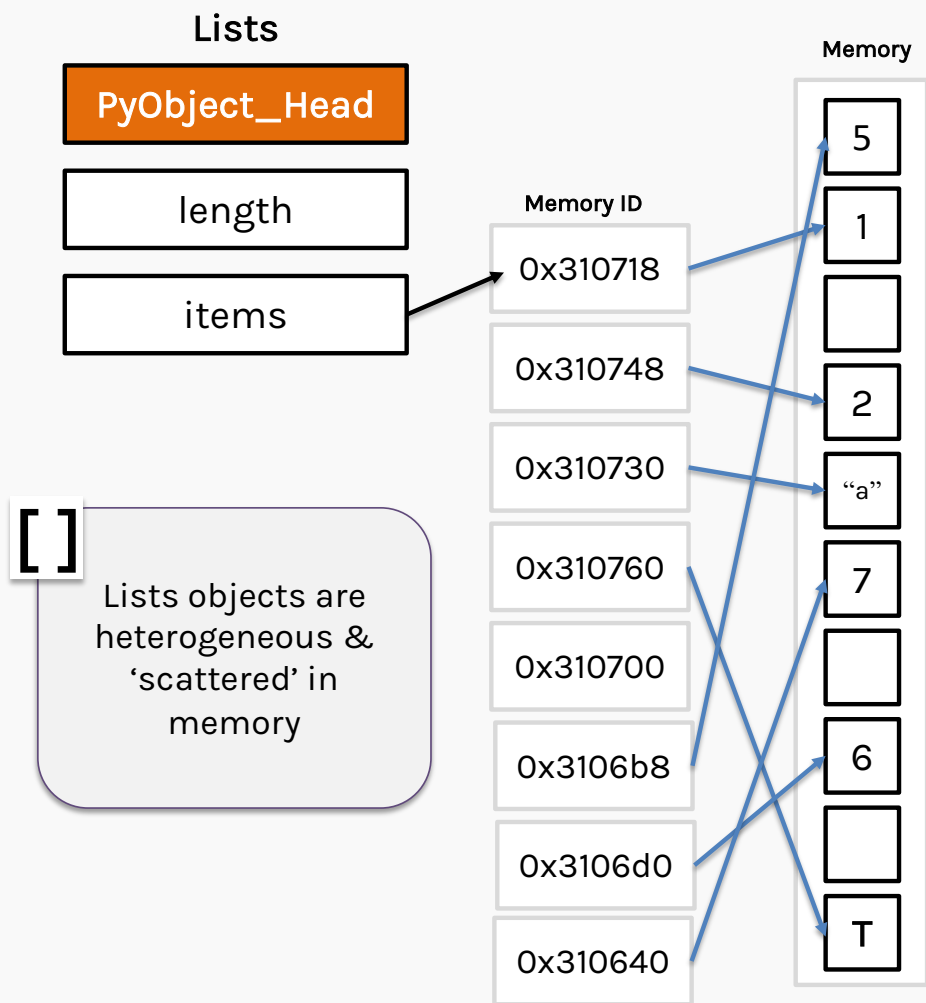 Lists
PyObject_Head
length
items
[ ]
Lists objects are
heterogeneous &
‘scattered’ in
memory
Memory ID
0x310718
0x310748
0x310730
0x310760
0x310700
0x3106b8
0x3106d0
0x310640
Memory
5
1
2
“a”
7
6
T